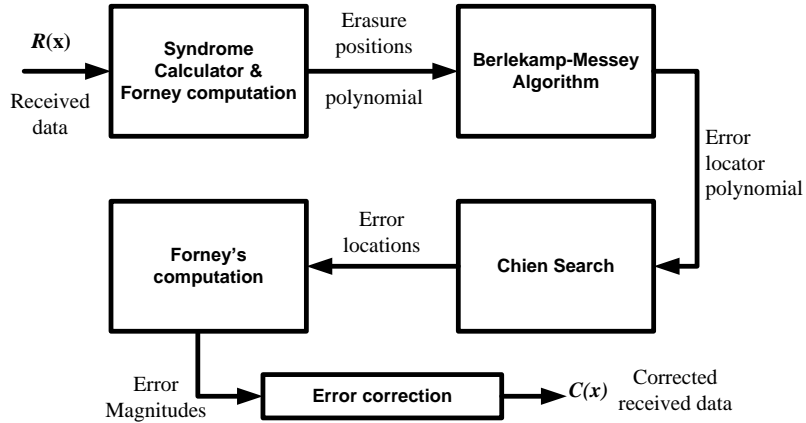 R(x)
Received
data
Syndrome
Calculator &
Forney computation
Erasure
positions
polynomial
Berlekamp-Messey
Algorithm
Error
locator
polynomial
Chien Search
Error
locations
Forney's
computation
Error
Magnitudes
Error correction
C(x)
Corrected
received data